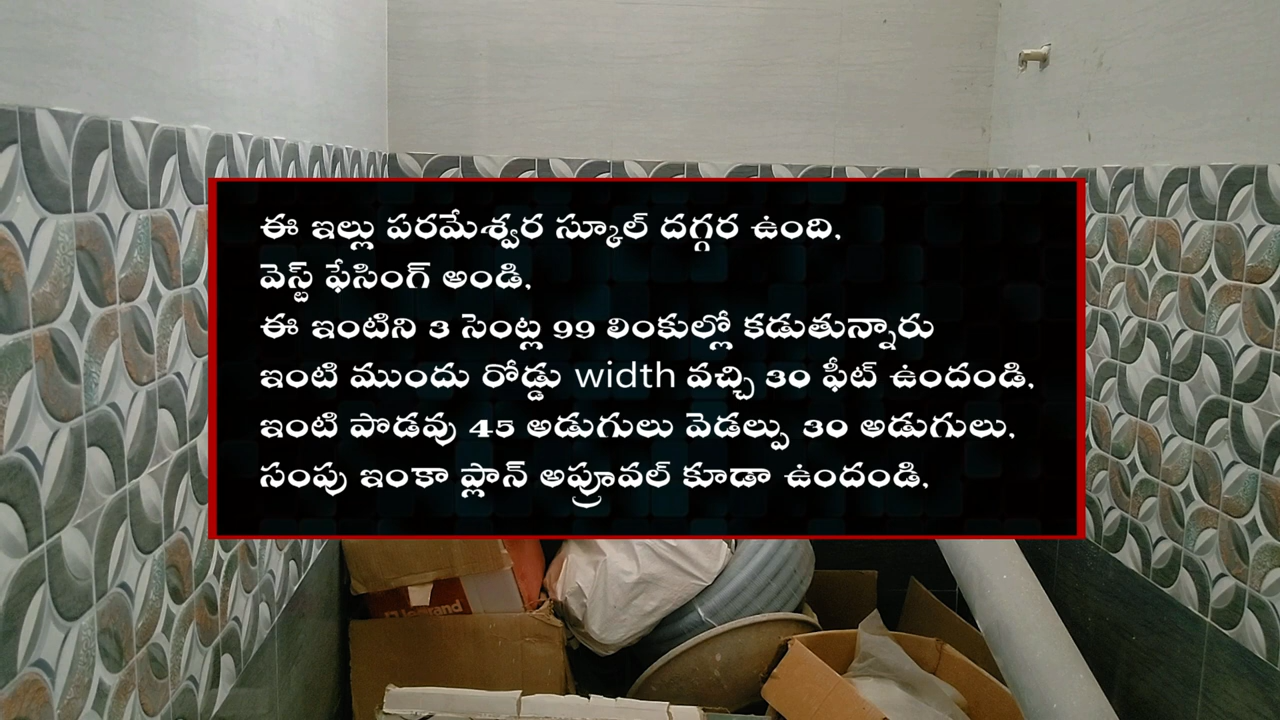 ఈ ఇల్లు పరమేశ్వర స్కూల్ దగ్గర ఉంది,
వెస్ట్ ఫేసింగ్ అండి,
ఈ ఇంటిని 3 సెంట్ల 99 లింకుల్లో కడుతున్నారు
ఇంటి ముందు రోడ్డు width వచ్చి 30 ఫీట్ ఉందండి,
ఇంటి పొడవు 45 అడుగులు వెడల్పు 30 అడుగులు,
సంపు ఇంకా ప్లాన్ అప్రూవల్ కూడా ఉందండి,
legrand